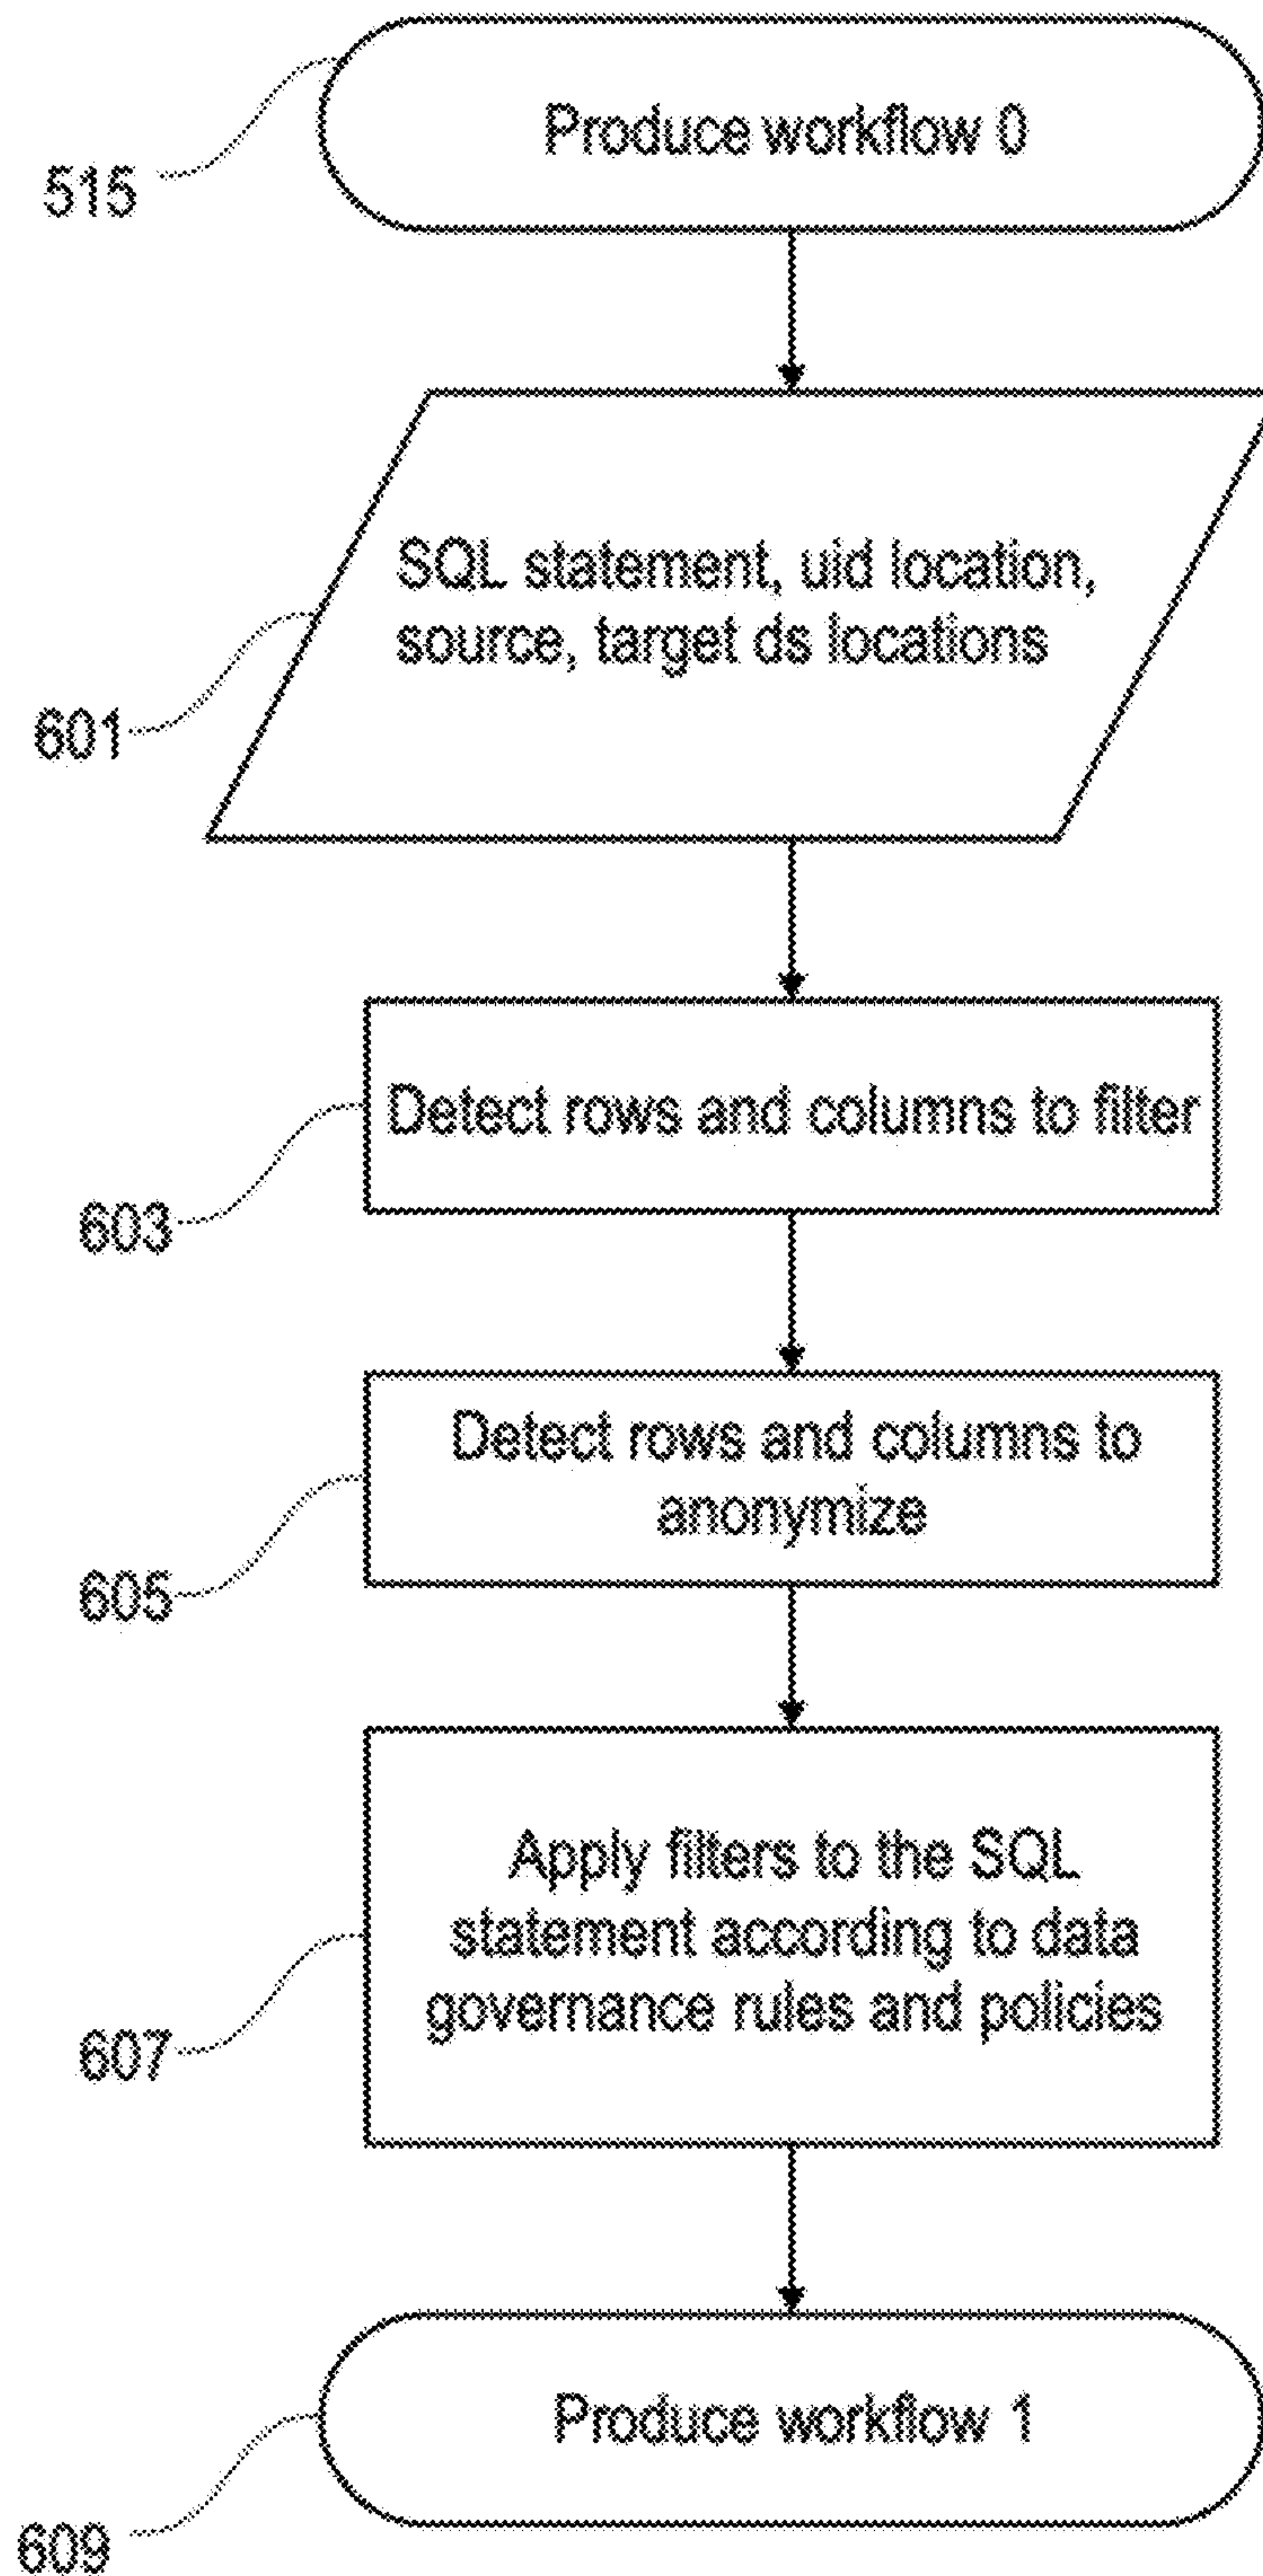 Produce workflow 0
515
SQL statement, uid location,
source, target ds locations
601
Detect rows and columns to filter
603
Detect rows and columns to
anonymize
605
Apply filters to the SQL
statement according to data
governance rules and policies
607
Produce workflow 1
609